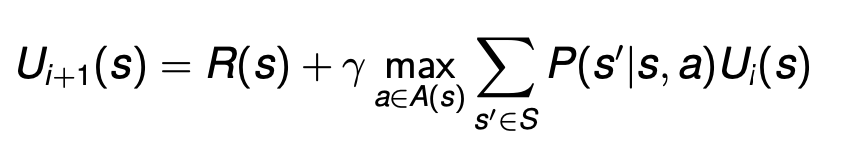 U_{i+1}(s) = R(s) + γ max_{a∈A(s)} ∑_{s′∈S} P(s′|s, a)U_i(s)